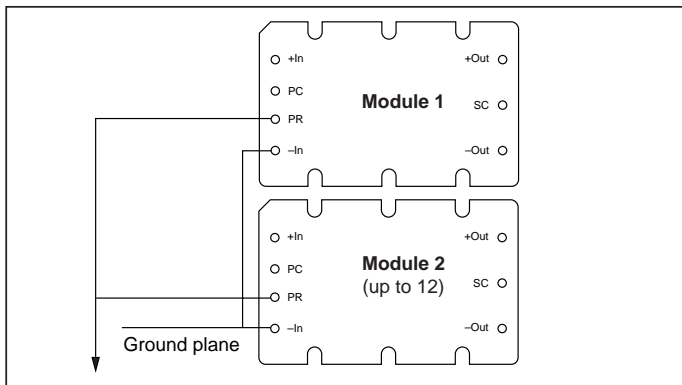 +In
PC
PR
–In
Module 1
+Out
SC
–Out
+In
PC
PR
–In
Module 2
(up to 12)
+Out
SC
–Out
Ground plane